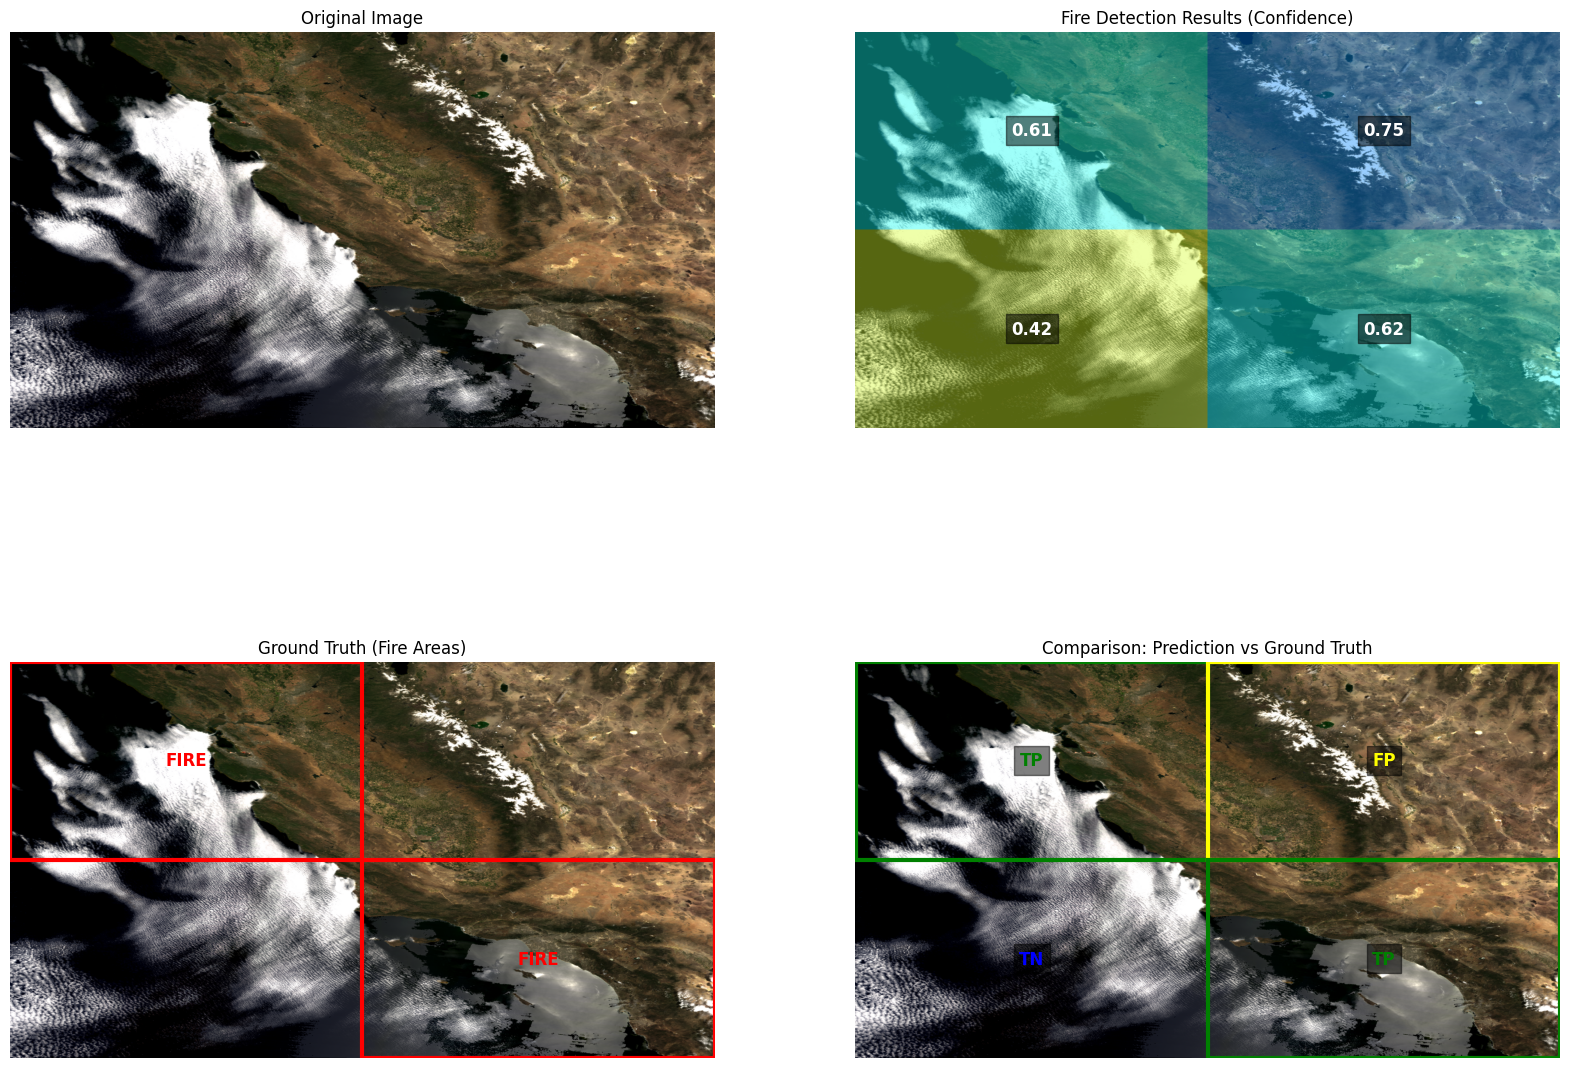 Original Image
Fire Detection Results (Confidence)
0.61
0.75
0.42
0.62
Ground Truth (Fire Areas)
Comparison: Prediction vs Ground Truth
FIRE
TP
FP
FIRE
TN
TP